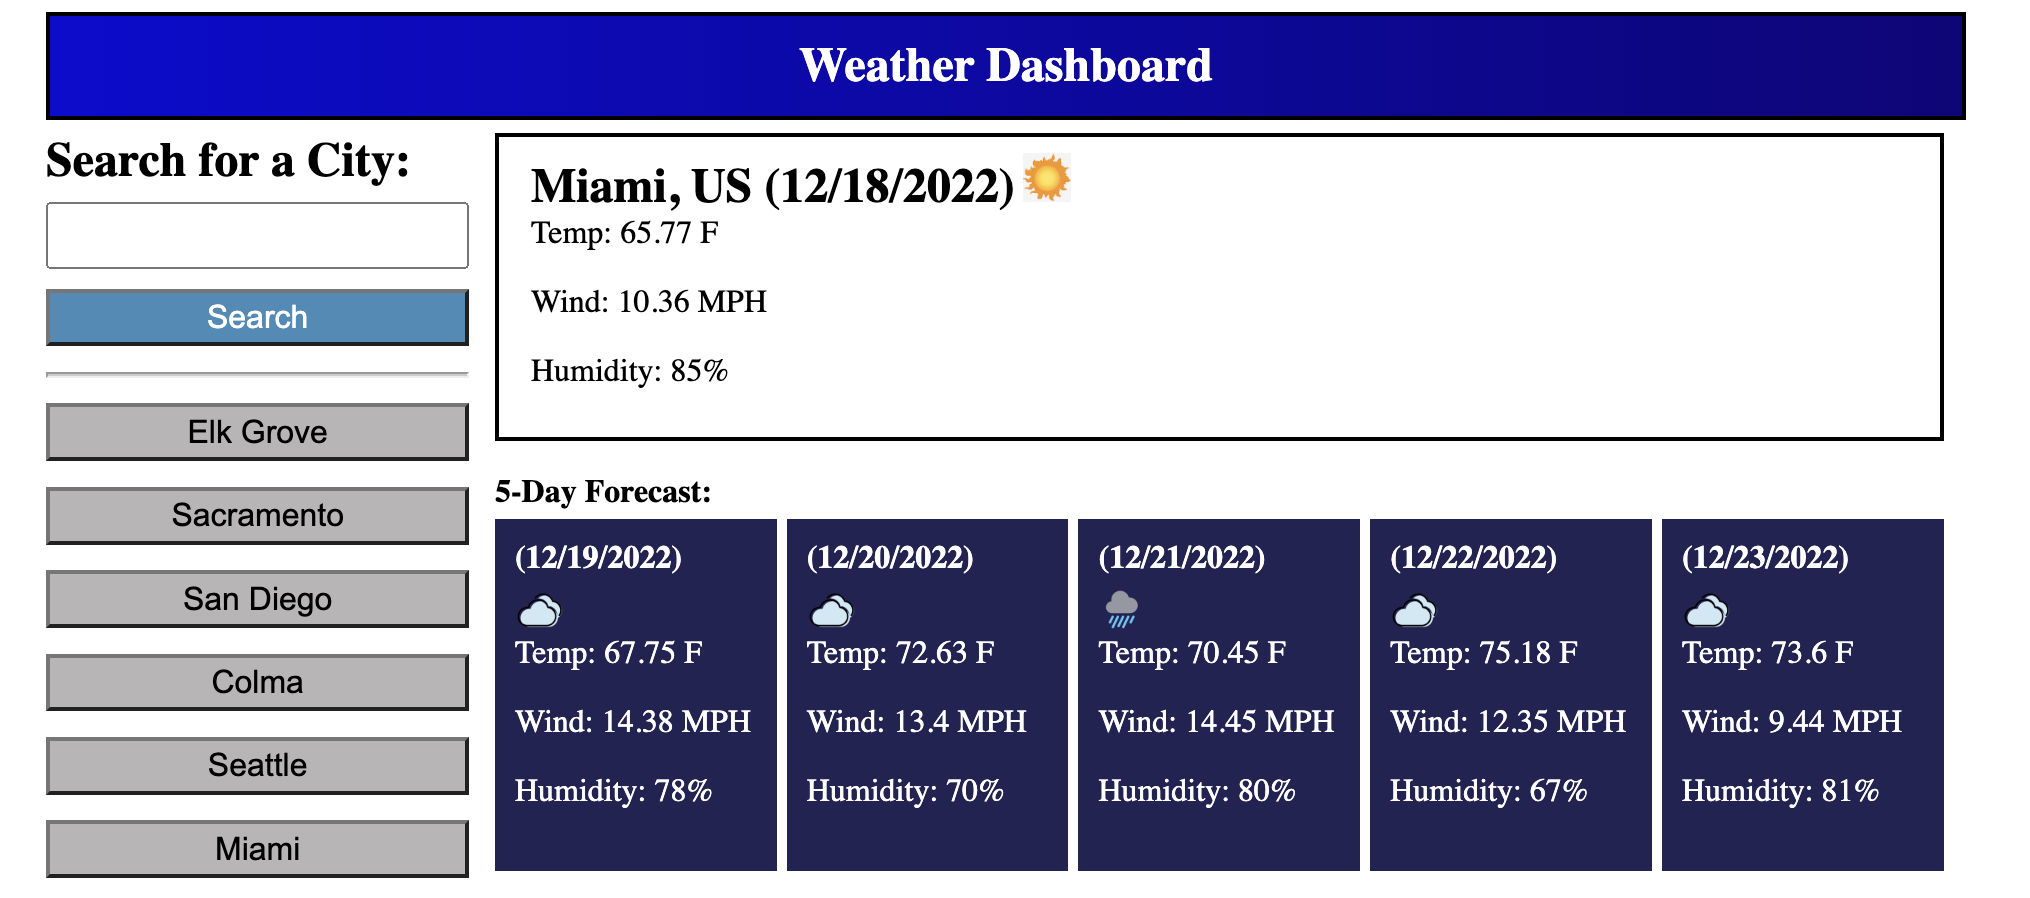 Weather Dashboard
Search for a City:
Search
Elk Grove
Sacramento
San Diego
Colma
Seattle
Miami
Miami, US (12/18/2022)
Temp: 65.77 F
Wind: 10.36 MPH
Humidity: 85%
5-Day Forecast:
(12/19/2022)
Temp: 67.75 F
Wind: 14.38 MPH
Humidity: 78%
(12/20/2022)
Temp: 72.63 F
Wind: 13.4 MPH
Humidity: 70%
(12/21/2022)
Temp: 70.45 F
Wind: 14.45 MPH
Humidity: 80%
(12/22/2022)
Temp: 75.18 F
Wind: 12.35 MPH
Humidity: 67%
(12/23/2022)
Temp: 73.6 F
Wind: 9.44 MPH
Humidity: 81%